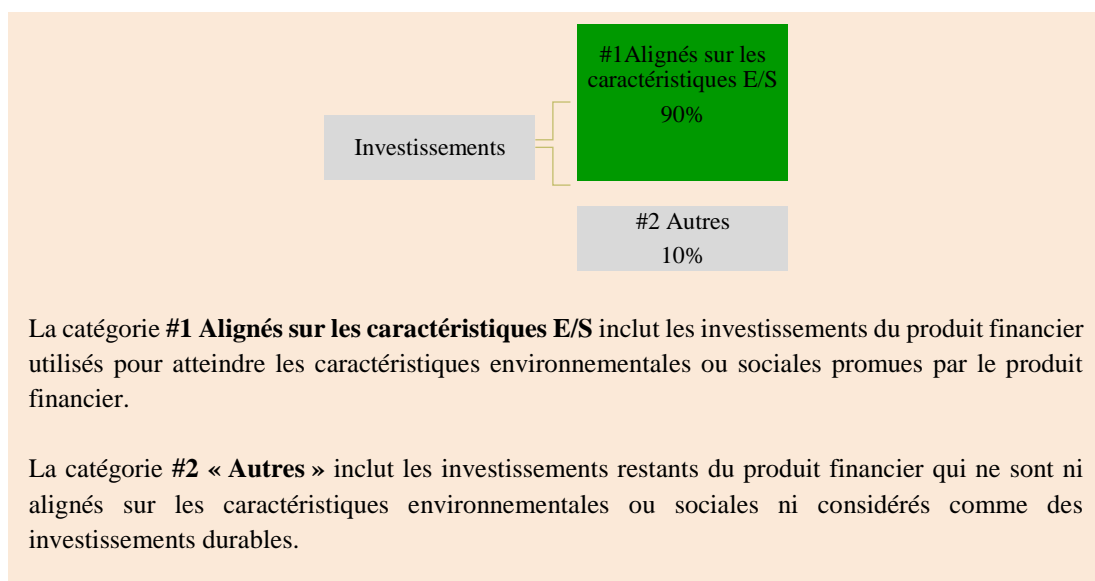 #1Alignés sur les
caractéristiques E/S
90%
Investissements
#2 Autres
10%
La catégorie #1 Alignés sur les caractéristiques E/S inclut les investissements du produit financier
utilisés pour atteindre les caractéristiques environnementales ou sociales promues par le produit
financier.
La catégorie #2 « Autres » inclut les investissements restants du produit financier qui ne sont ni
alignés sur les caractéristiques environnementales ou sociales ni considérés comme des
investissements durables.